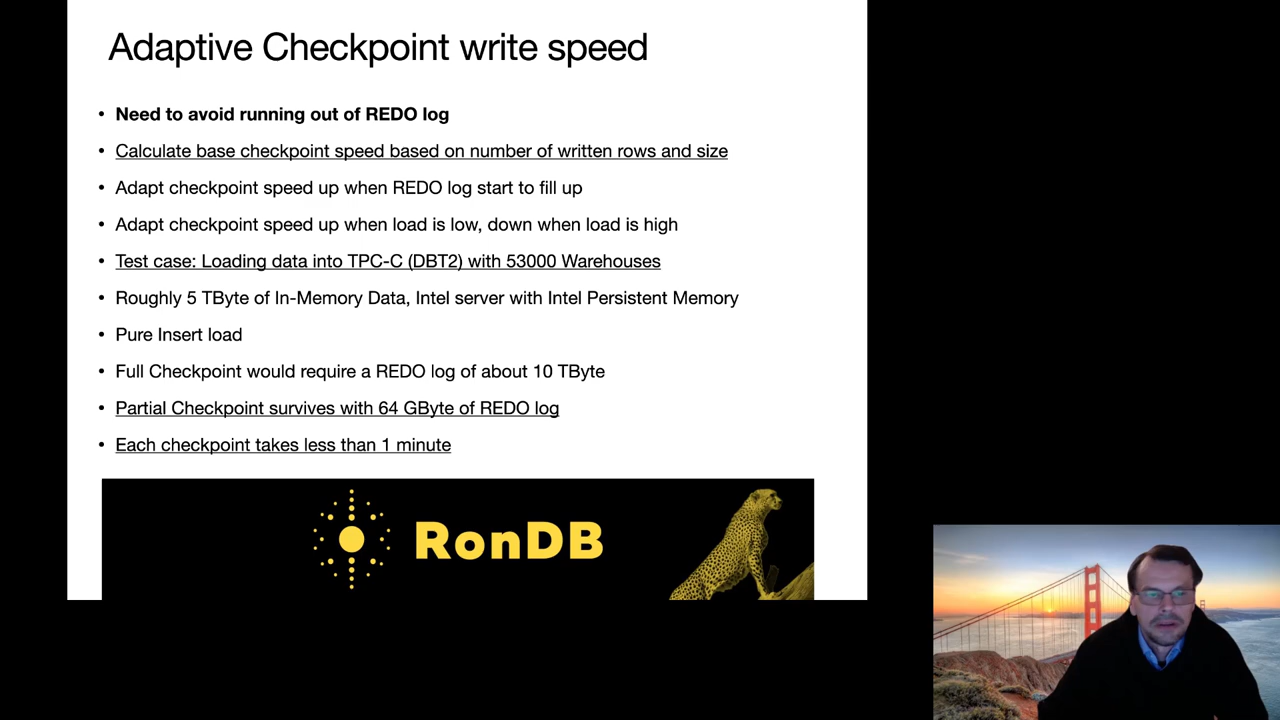 Adaptive Checkpoint write speed
• Need to avoid running out of REDO log
• Calculate base checkpoint speed based on number of written rows and size
• Adapt checkpoint speed up when REDO log start to fill up
• Adapt checkpoint speed up when load is low, down when load is high
• Test case: Loading data into TPC-C (DBT2) with 53000 Warehouses
• Roughly 5 TByte of In-Memory Data, Intel server with Intel Persistent Memory
• Pure Insert load
• Full Checkpoint would require a REDO log of about 10 TByte
• Partial Checkpoint survives with 64 GByte of REDO log
• Each checkpoint takes less than 1 minute
RonDB